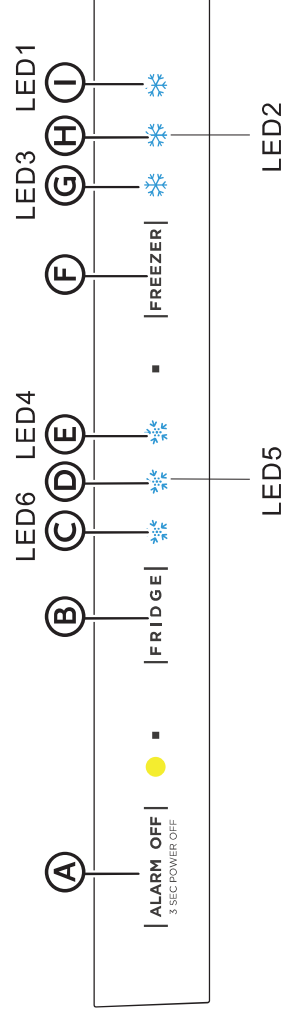 LED6 LED4 LED3 LED1
A B C D E F G H I
ALARM OFF FRIDGE FREEZER
3 SEC POWER OFF
LED5 LED2